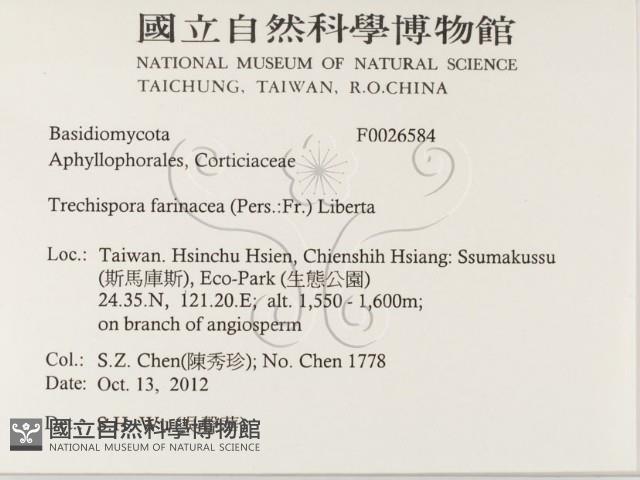 國立自然科學博物館
NATIONAL MUSEUM OF NATURAL SCIENCE
TAICHUNG, TAIWAN, R.O.CHINA
Basidiomycota F0026584
Aphyllophorales, Corticiaceae
Trechispora farinacea (Pers.:Fr.) Liberta
Loc.: Taiwan. Hsinchu Hsien, Chienshih Hsiang: Ssumakussu
(斯馬庫斯), Eco-Park (生態公園)
24.35.N, 121.20.E; alt. 1,550 - 1,600m;
on branch of angiosperm
Col.: S.Z. Chen(陳秀珍); No. Chen 1778
Date: Oct. 13, 2012
S.H. Wu
國立自然科學博物館
NATIONAL MUSEUM OF NATURAL SCIENCE